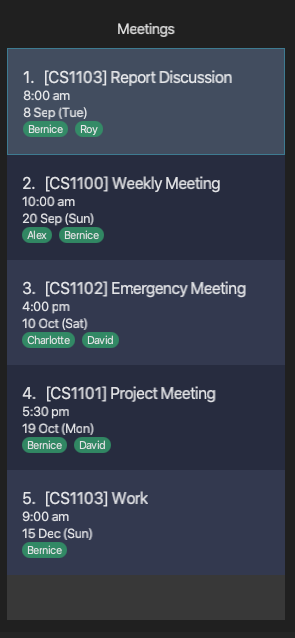 Meetings
1. [CS1103] Report Discussion
8:00 am
8 Sep (Tue)
Bernice Roy
2. [CS1100] Weekly Meeting
10:00 am
20 Sep (Sun)
Alex Bernice
3. [CS1102] Emergency Meeting
4:00 pm
10 Oct (Sat)
Charlotte David
4. [CS1101] Project Meeting
5:30 pm
19 Oct (Mon)
Bernice David
5. [CS1103] Work
9:00 am
15 Dec (Sun)
Bernice